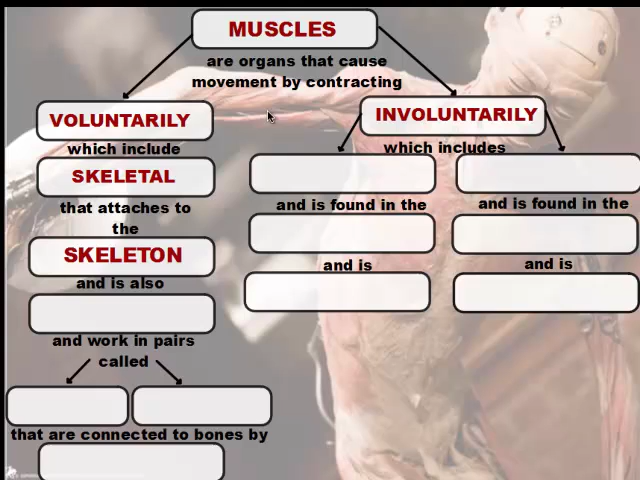 MUSCLES
are organs that cause
movement by contracting
VOLUNTARILY
which include
SKELETAL
that attaches to
the
SKELETON
and is also
and work in pairs
called
that are connected to bones by
INVOLUNTARILY
which includes
and is found in the
and is
and is found in the
and is